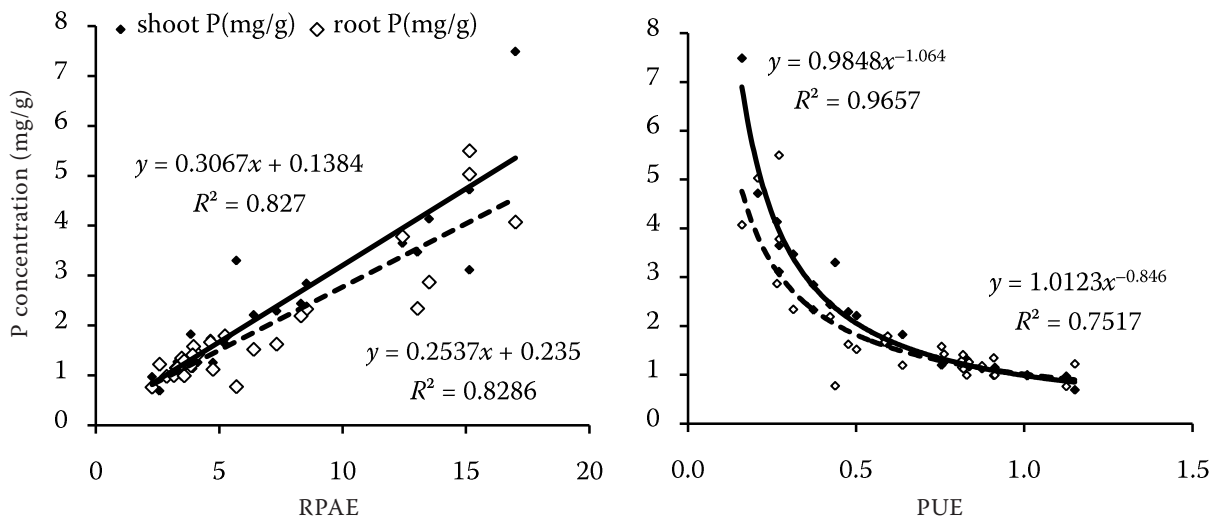 shoot P(mg/g) root P(mg/g)
P concentration (mg/g)
8
7
6
5
4
3
2
1
0
y = 0.3067x + 0.1384
R² = 0.827
y = 0.2537x + 0.235
R² = 0.8286
0 5 10 15 20
RPAE
8
7
6
5
4
3
2
1
0
y = 0.9848x⁻¹·⁰⁶⁴
R² = 0.9657
y = 1.0123x⁻⁰·⁸⁴⁶
R² = 0.7517
0.0 0.5 1.0 1.5
PUE